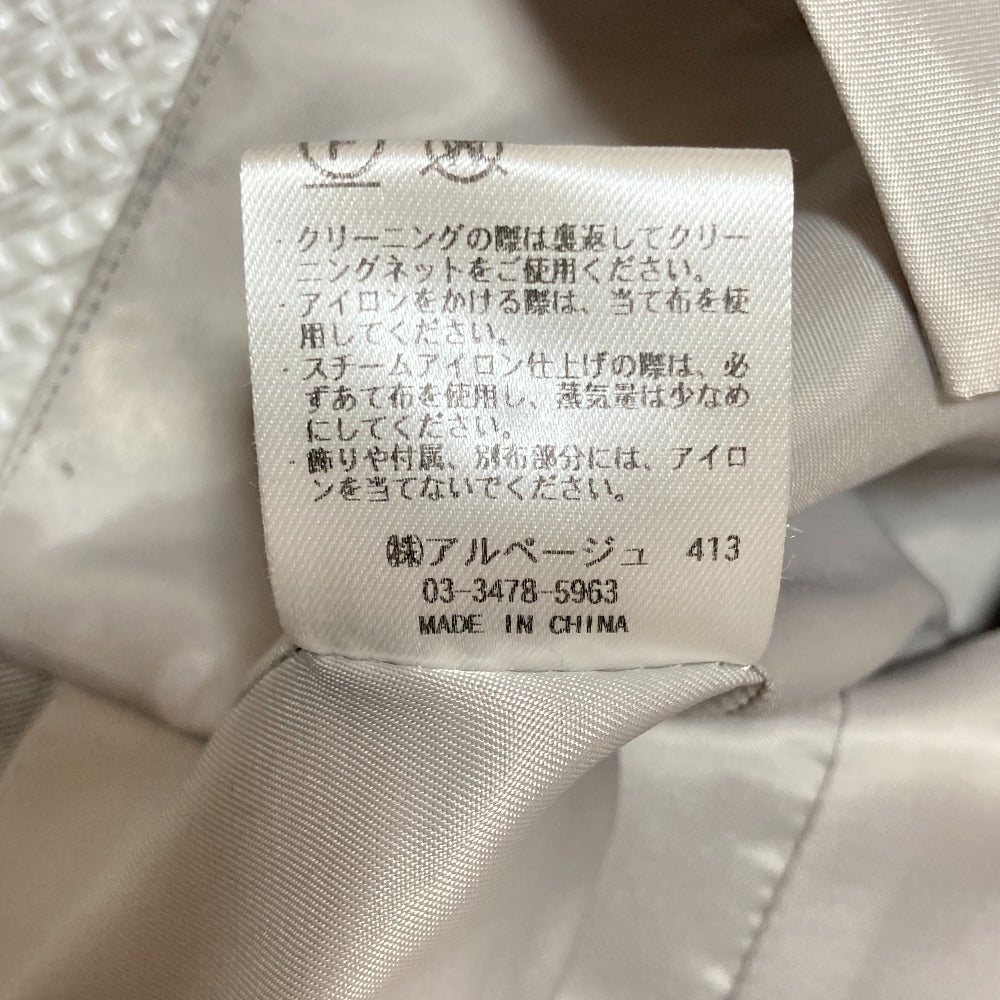 ・クリーニングの際は裏返してクリー
ニングネットをご使用ください。
・アイロンをかける際は、当て布を使
用してください。
・スチームアイロン仕上げの際は、必
ずあて布を使用し、蒸気量は少なめ
にしてください。
・飾りや付属、別布部分には、アイロ
ンを当てないでください。
㈱アルページュ 413
03-3478-5963
MADE IN CHINA